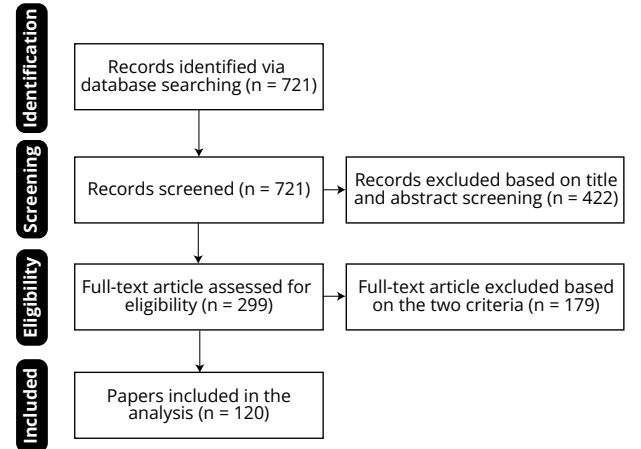 Identification
Records identified via
database searching (n = 721)
Screening
Records screened (n = 721)
Records excluded based on title
and abstract screening (n = 422)
Eligibility
Full-text article assessed for
eligibility (n = 299)
Full-text article excluded based
on the two criteria (n = 179)
Included
Papers included in the
analysis (n = 120)